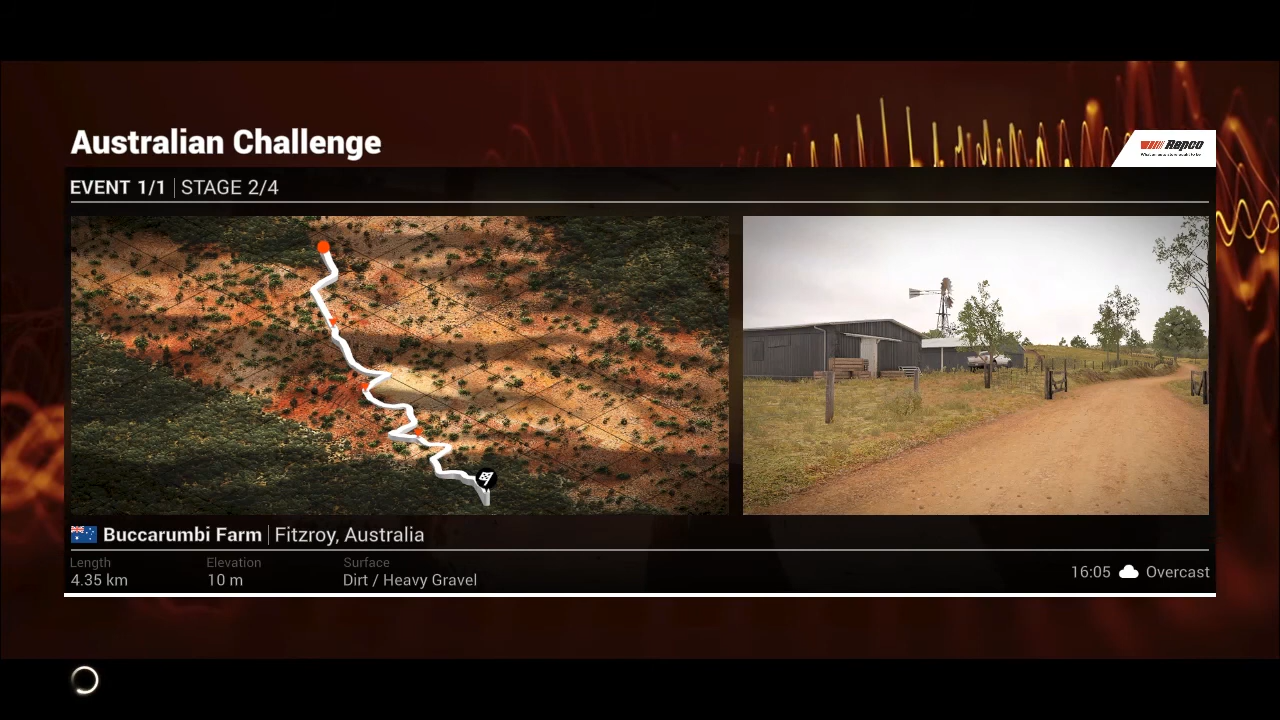 Australian Challenge
Repco
EVENT 1/1 | STAGE 2/4
Buccarumbi Farm | Fitzroy, Australia
Length
Elevation
Surface
4.35 km
10 m
Dirt / Heavy Gravel
16:05
Overcast